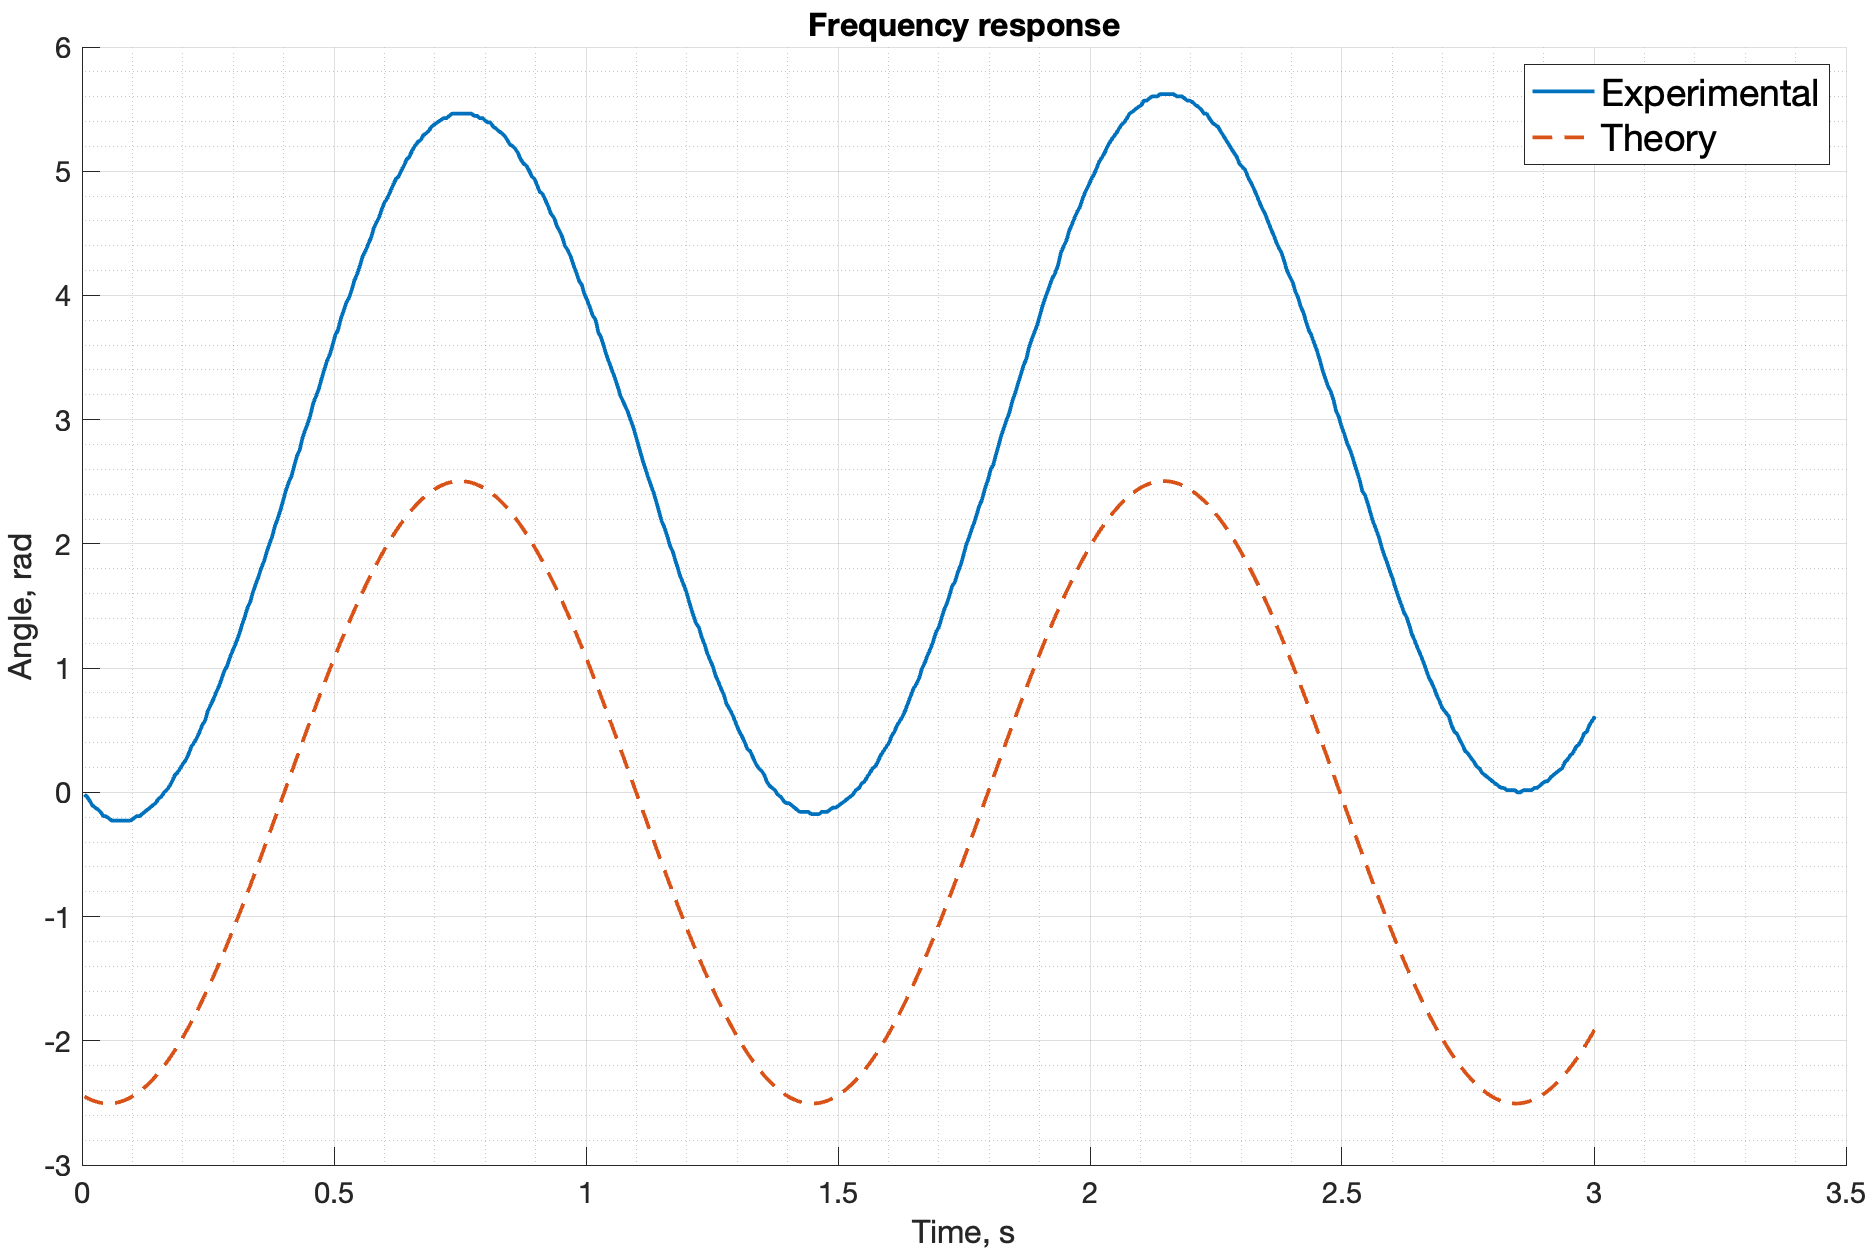 Frequency response
Experimental
Theory
6
5
4
3
2
1
0
-1
-2
-3
Angle, rad
0 0.5 1 1.5 2 2.5 3 3.5
Time, s